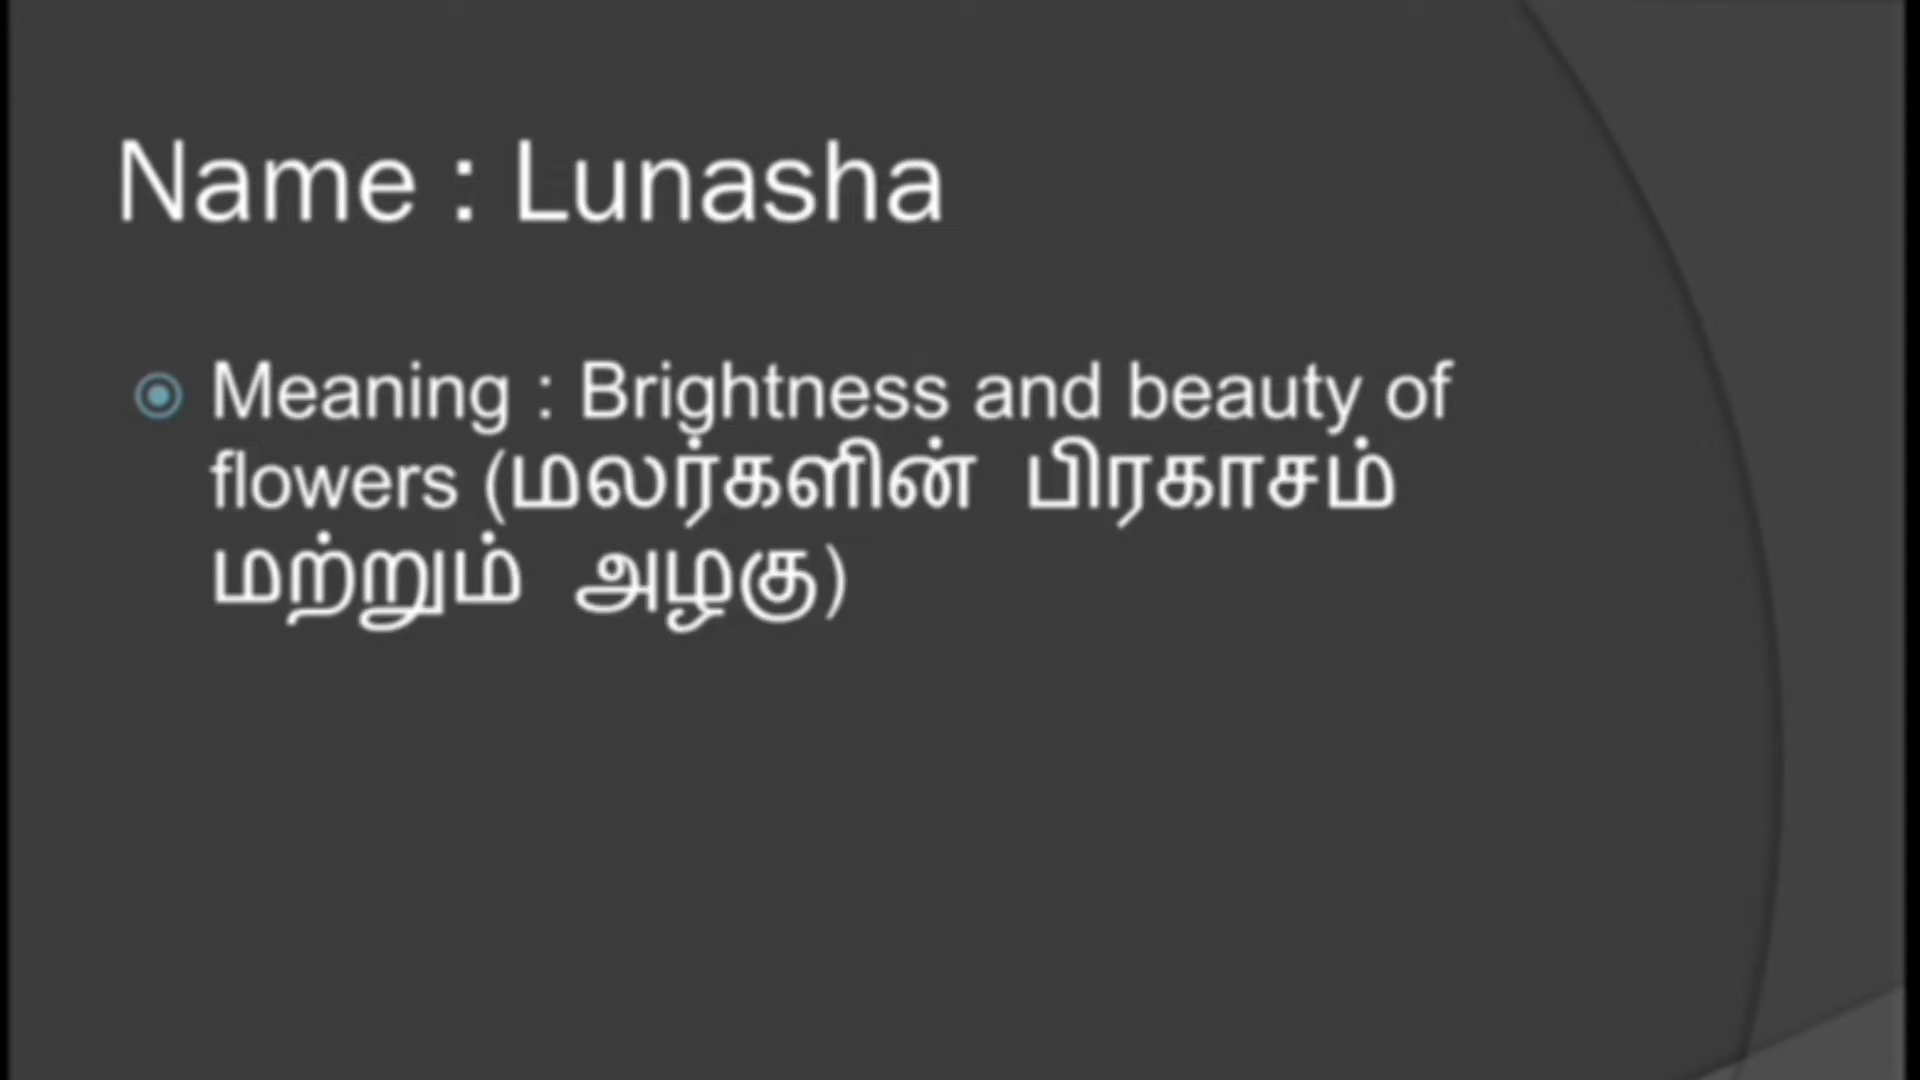 Name : Lunasha
Meaning : Brightness and beauty of
flowers (மலர்களின் பிரகாசம்
மற்றும் அழகு)